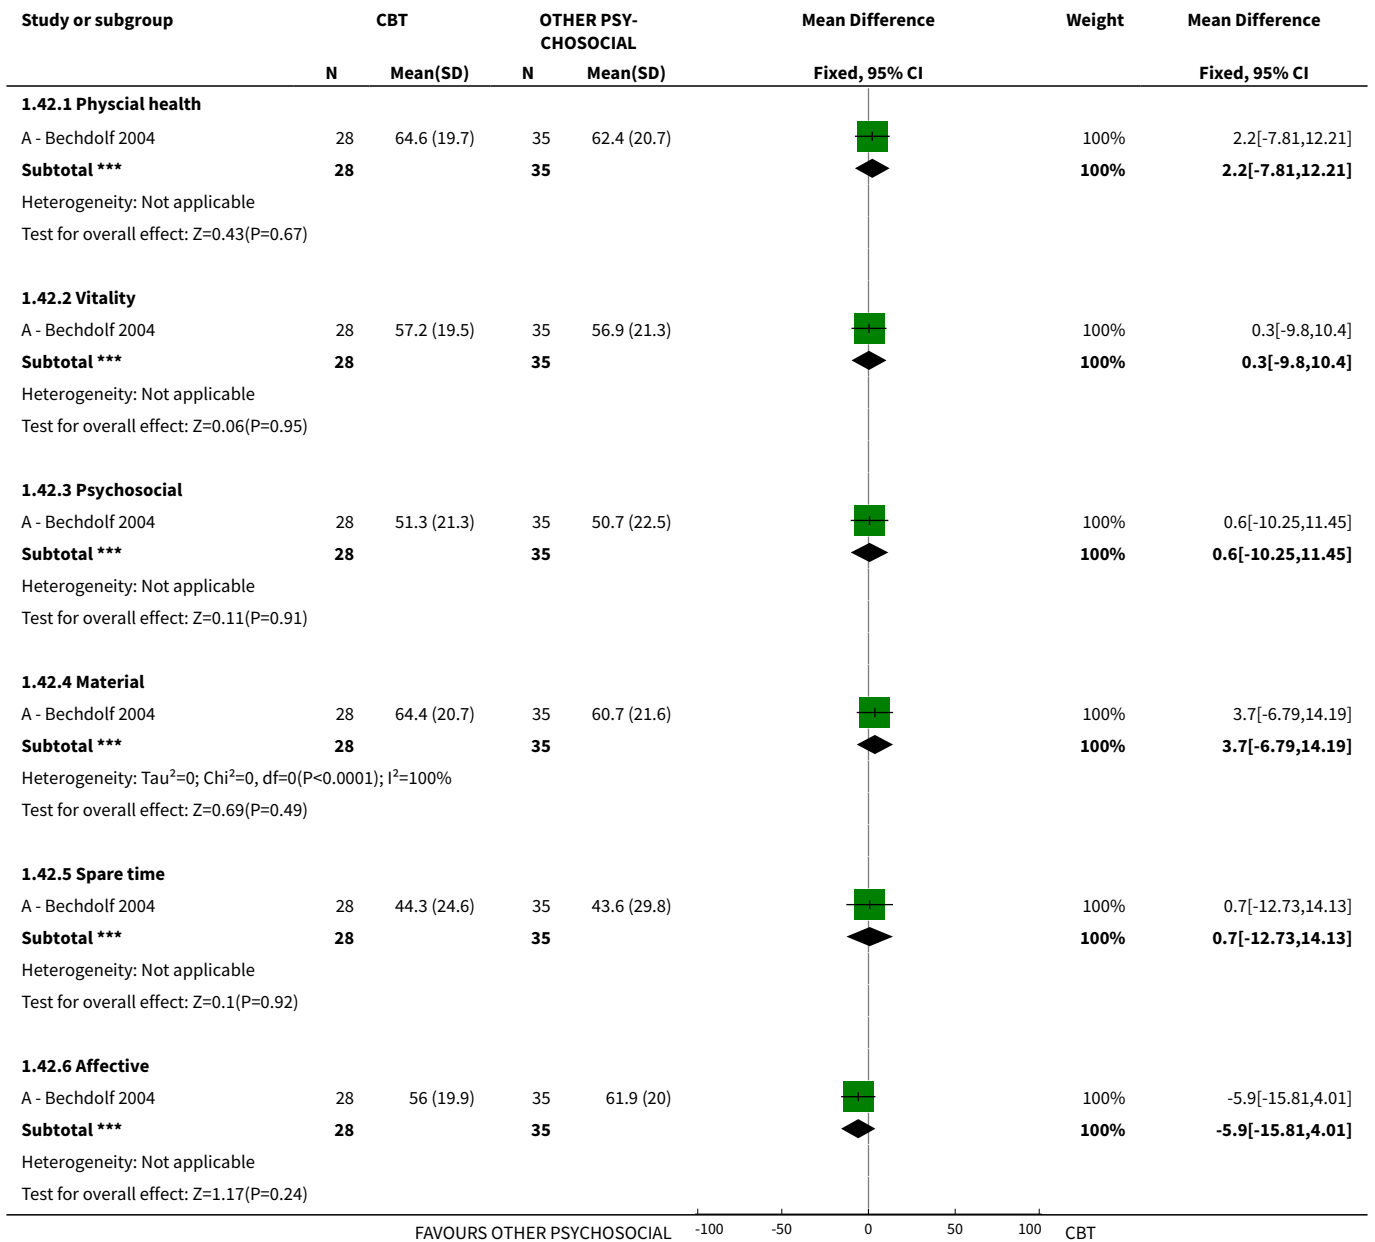 Study or subgroup CBT OTHER PSY- Mean Difference Weight Mean Difference
CHOSOCIAL
N Mean(SD) N Mean(SD) Fixed, 95% CI Fixed, 95% CI
1.42.1 Physcial health
A - Bechdolf 2004 28 64.6 (19.7) 35 62.4 (20.7) 100% 2.2[-7.81,12.21]
Subtotal *** 28 35 100% 2.2[-7.81,12.21]
Heterogeneity: Not applicable
Test for overall effect: Z=0.43(P=0.67)
1.42.2 Vitality
A - Bechdolf 2004 28 57.2 (19.5) 35 56.9 (21.3) 100% 0.3[-9.8,10.4]
Subtotal *** 28 35 100% 0.3[-9.8,10.4]
Heterogeneity: Not applicable
Test for overall effect: Z=0.06(P=0.95)
1.42.3 Psychosocial
A - Bechdolf 2004 28 51.3 (21.3) 35 50.7 (22.5) 100% 0.6[-10.25,11.45]
Subtotal *** 28 35 100% 0.6[-10.25,11.45]
Heterogeneity: Not applicable
Test for overall effect: Z=0.11(P=0.91)
1.42.4 Material
A - Bechdolf 2004 28 64.4 (20.7) 35 60.7 (21.6) 100% 3.7[-6.79,14.19]
Subtotal *** 28 35 100% 3.7[-6.79,14.19]
Heterogeneity: Tau²=0; Chi²=0, df=0(P<0.0001); I²=100%
Test for overall effect: Z=0.69(P=0.49)
1.42.5 Spare time
A - Bechdolf 2004 28 44.3 (24.6) 35 43.6 (29.8) 100% 0.7[-12.73,14.13]
Subtotal *** 28 35 100% 0.7[-12.73,14.13]
Heterogeneity: Not applicable
Test for overall effect: Z=0.1(P=0.92)
1.42.6 Affective
A - Bechdolf 2004 28 56 (19.9) 35 61.9 (20) 100% -5.9[-15.81,4.01]
Subtotal *** 28 35 100% -5.9[-15.81,4.01]
Heterogeneity: Not applicable
Test for overall effect: Z=1.17(P=0.24)
FAVOURS OTHER PSYCHOSOCIAL -100 -50 0 50 100 CBT